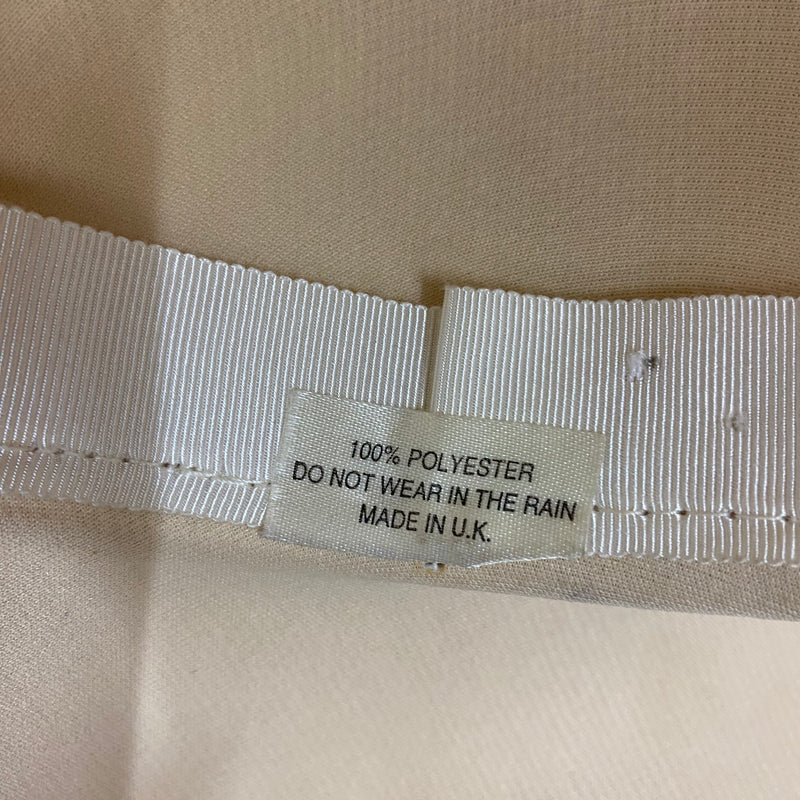 100% POLYESTER
DO NOT WEAR IN THE RAIN
MADE IN U.K.